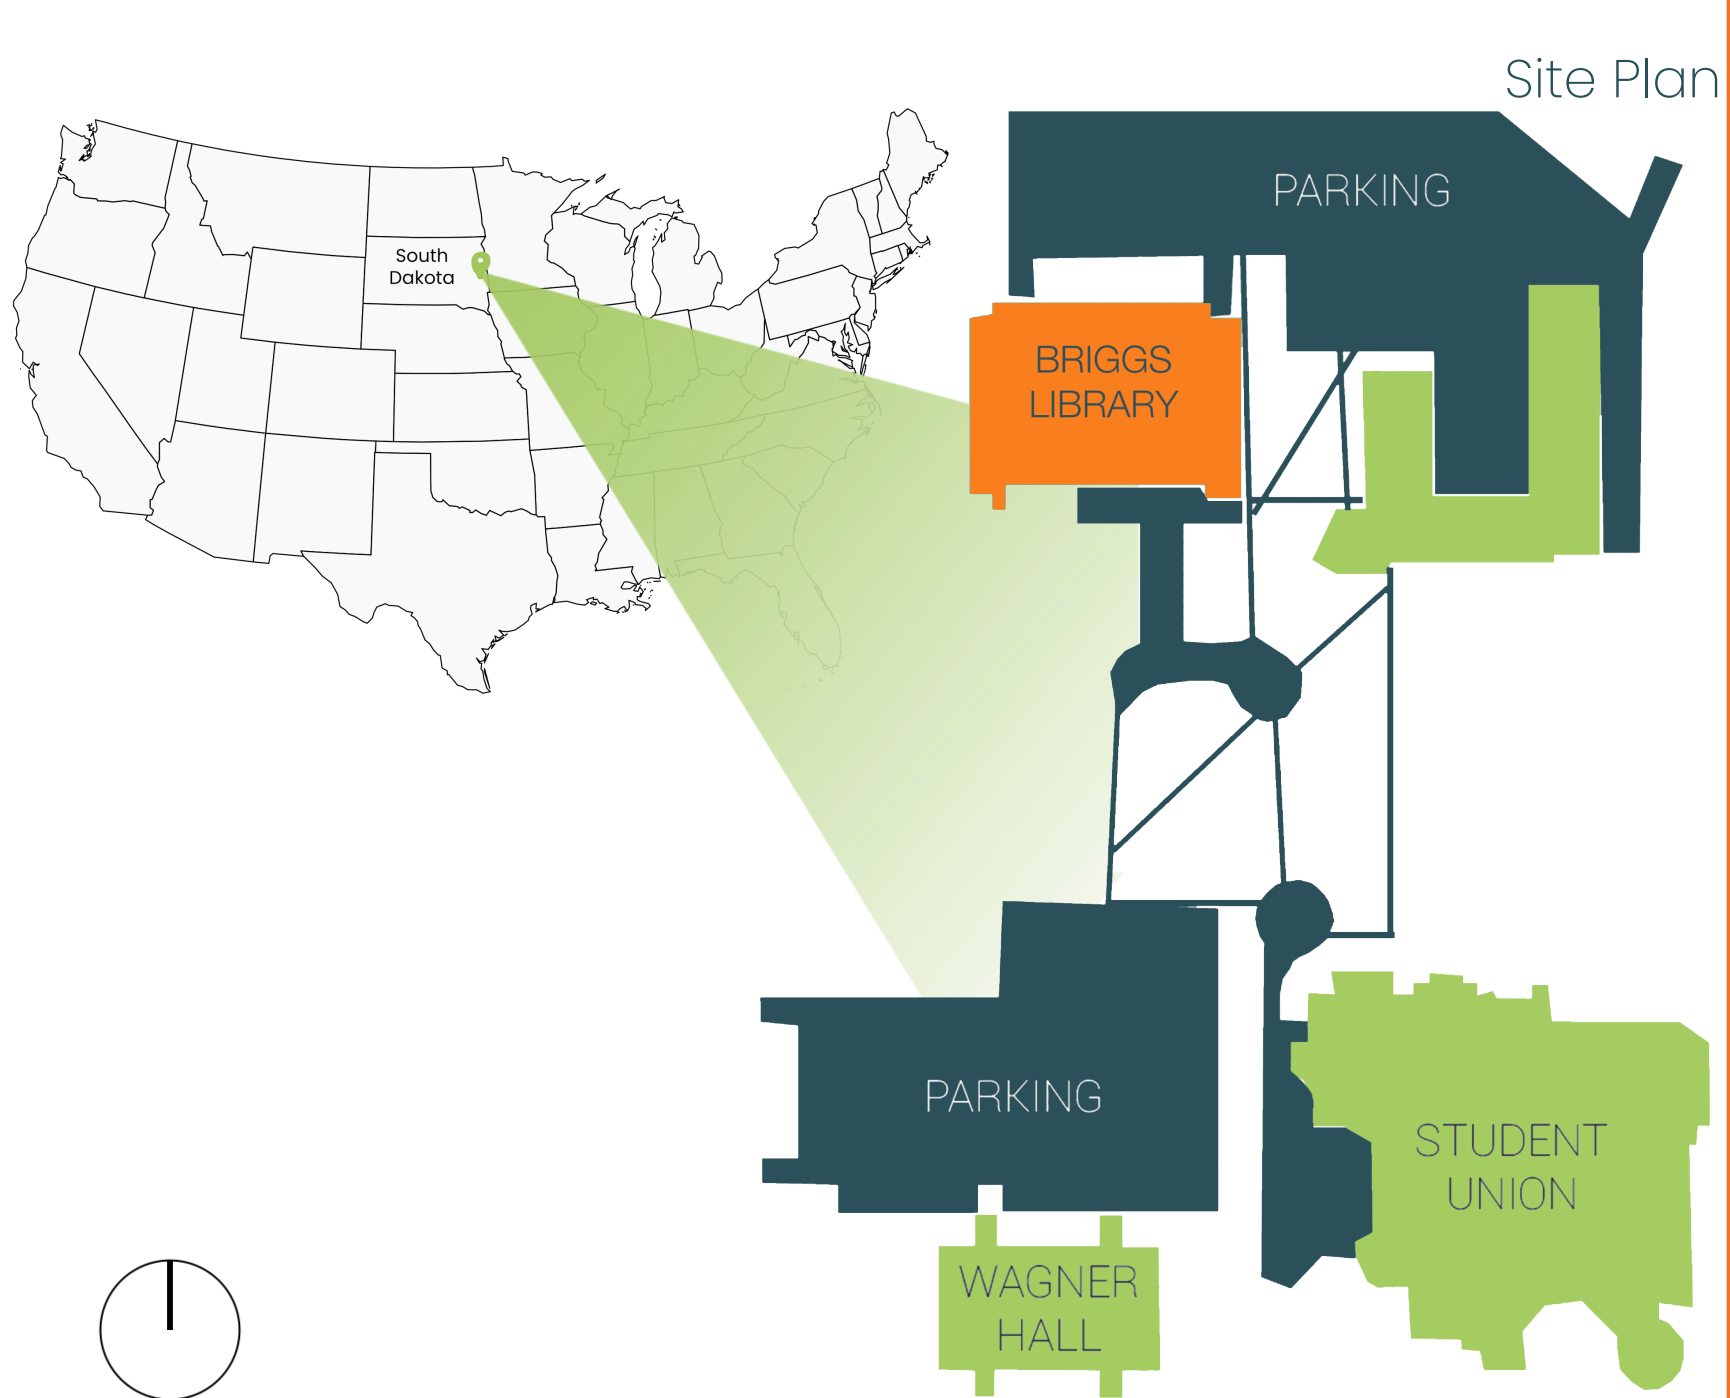 Site Plan
PARKING
South
Dakota
BRIGGS
LIBRARY
PARKING
STUDENT
UNION
WAGNER
HALL